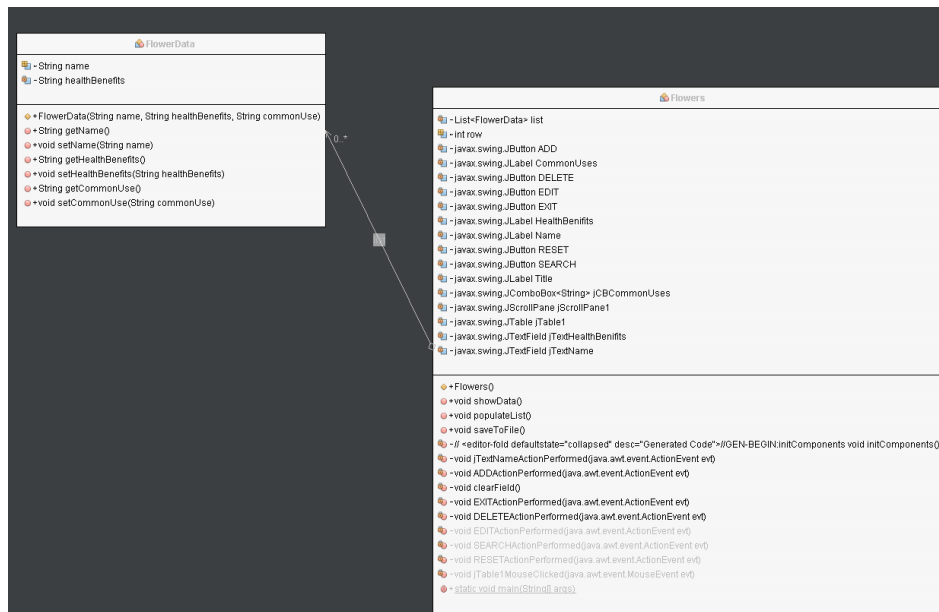 FlowerData
- String name
- String healthBenefits
+FlowerData(String name, String healthBenefits, String commonUse)
+String getName()
+void setName(String name)
+String getHealthBenefits()
+void setHealthBenefits(String healthBenefits)
+String getCommonUse()
+void setCommonUse(String commonUse)
0..*
Flowers
-List<FlowerData> list
-int row
-javax.swing.JButton ADD
-javax.swing.JLabel CommonUses
-javax.swing.JButton DELETE
-javax.swing.JButton EDIT
-javax.swing.JButton EXIT
-javax.swing.JLabel HealthBenifits
-javax.swing.JLabel Name
-javax.swing.JButton RESET
-javax.swing.JButton SEARCH
-javax.swing.JLabel Title
-javax.swing.JComboBox<String> jCBCommonUses
-javax.swing.JScrollPane jScrollPane1
-javax.swing.JTable jTable1
-javax.swing.JTextField jTextHealthBenifits
-javax.swing.JTextField jTextName
+Flowers()
+void showData()
+void populateList()
+void saveToFile()
-// <editor-fold defaultstate="collapsed" desc="Generated Code">//GEN-BEGIN:initComponents void initComponents()
-void jTextNameActionPerformed(java.awt.event.ActionEvent evt)
-void ADDActionPerformed(java.awt.event.ActionEvent evt)
-void clearField()
-void EXITActionPerformed(java.awt.event.ActionEvent evt)
-void DELETEActionPerformed(java.awt.event.ActionEvent evt)
-void EDITActionPerformed(java.awt.event.ActionEvent evt)
-void SEARCHActionPerformed(java.awt.event.ActionEvent evt)
-void RESETActionPerformed(java.awt.event.ActionEvent evt)
-void jTable1MouseClicked(java.awt.event.MouseEvent evt)
+static void main(String[] args)